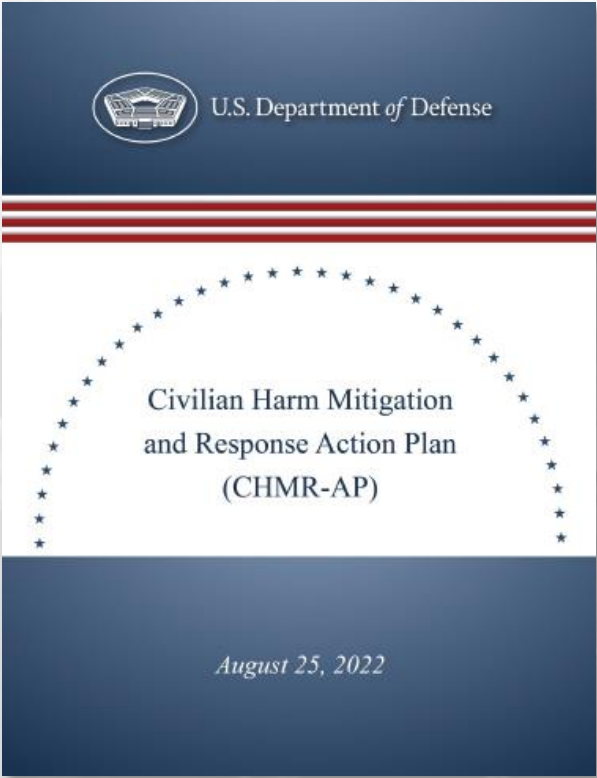 U.S. Department of Defense
Civilian Harm Mitigation
and Response Action Plan
(CHMR-AP)
August 25, 2022